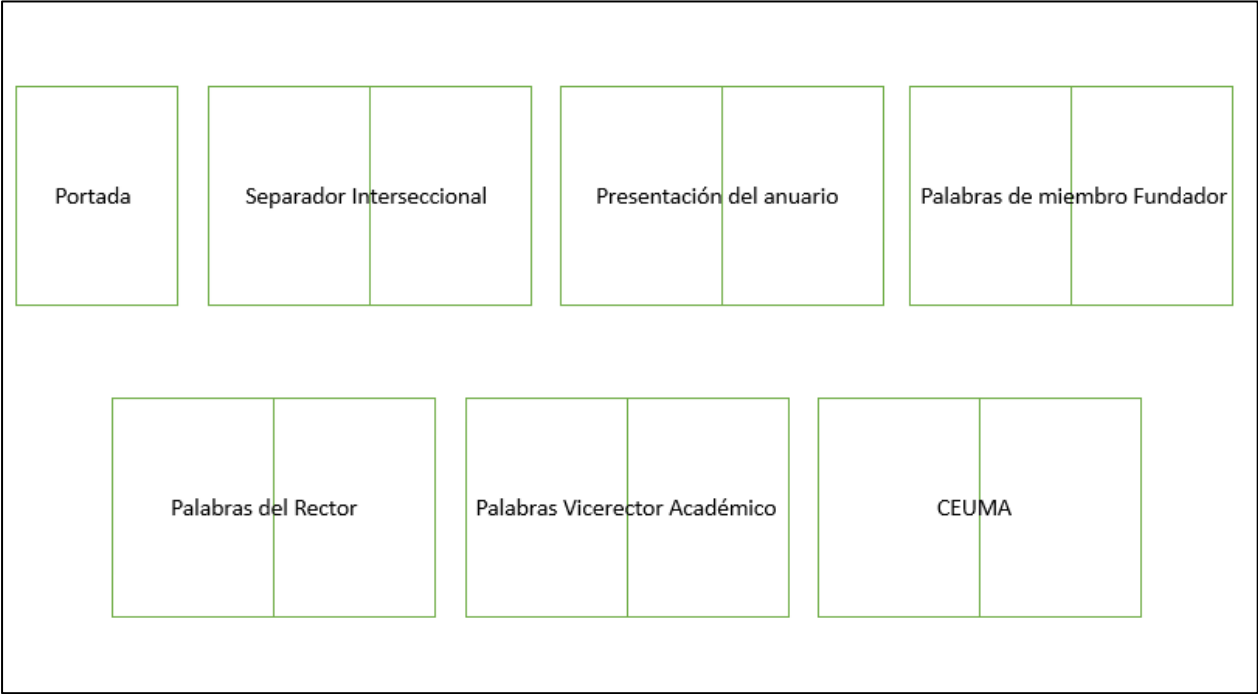 Portada
Separador Interseccional
Presentación del anuario
Palabras de miembro Fundador
Palabras del Rector
Palabras Vicerector Académico
CEUMA